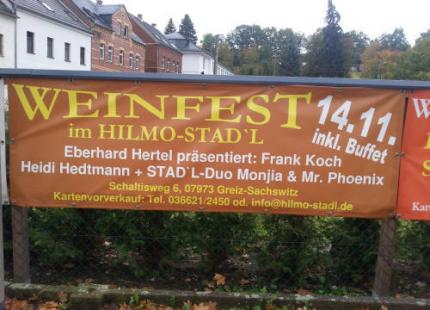 WEINFEST 14.11.
im HILMO-STAD`L inkl. Buffet
Eberhard Hertel präsentiert: Frank Koch
Heidi Hedtmann + STAD`L-Duo Monjia & Mr. Phoenix
Schaltisweg 6, 07973 Greiz-Sachswitz
Kartenvorverkauf: Tel. 036621/2450 od. info@hilmo-stadl.de